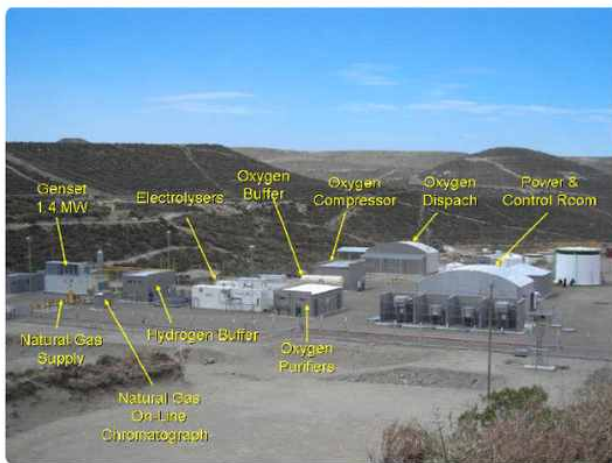 Genset
1.4 MW
Electrolysers
Oxygen
Buffer
Oxygen
Compressor
Oxygen
Dispach
Power &
Control Room
Natural Gas
Supply
Hydrogen Buffer
Natural Gas
On-Line
Chromatograph
Oxygen
Purifiers